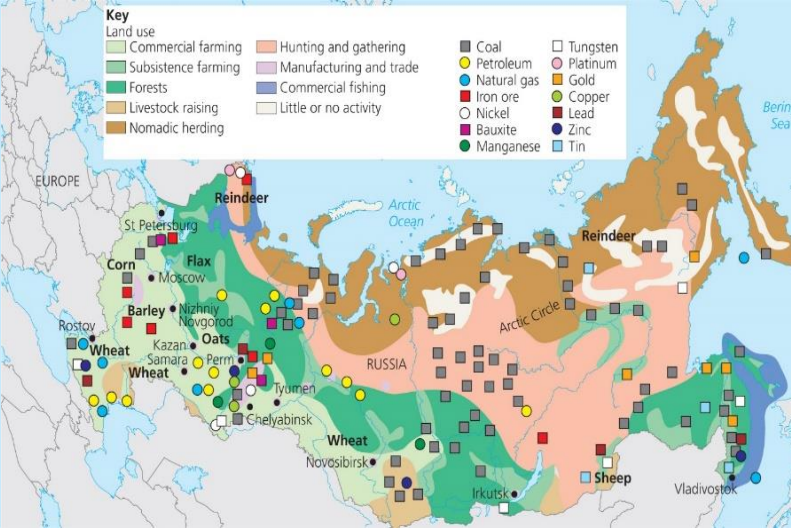 Key
Land use
Commercial farming
Subsistence farming
Forests
Livestock raising
Nomadic herding
Hunting and gathering
Manufacturing and trade
Commercial fishing
Little or no activity
Coal
Petroleum
Natural gas
Iron ore
Nickel
Bauxite
Manganese
Tungsten
Platinum
Gold
Copper
Lead
Zinc
Tin
Bering
Sea
EUROPE
Reindeer
Arctic
Ocean
St Petersburg
Reindeer
Flax
Corn
Moscow
Barley
Nizhniy
Novgorod
Arctic Circle
Rostov
Wheat
Kazan
Oats
Samara
Perm
RUSSIA
Wheat
Tyumen
Chelyabinsk
Wheat
Novosibirsk
Irkutsk
Sheep
Vladivostok